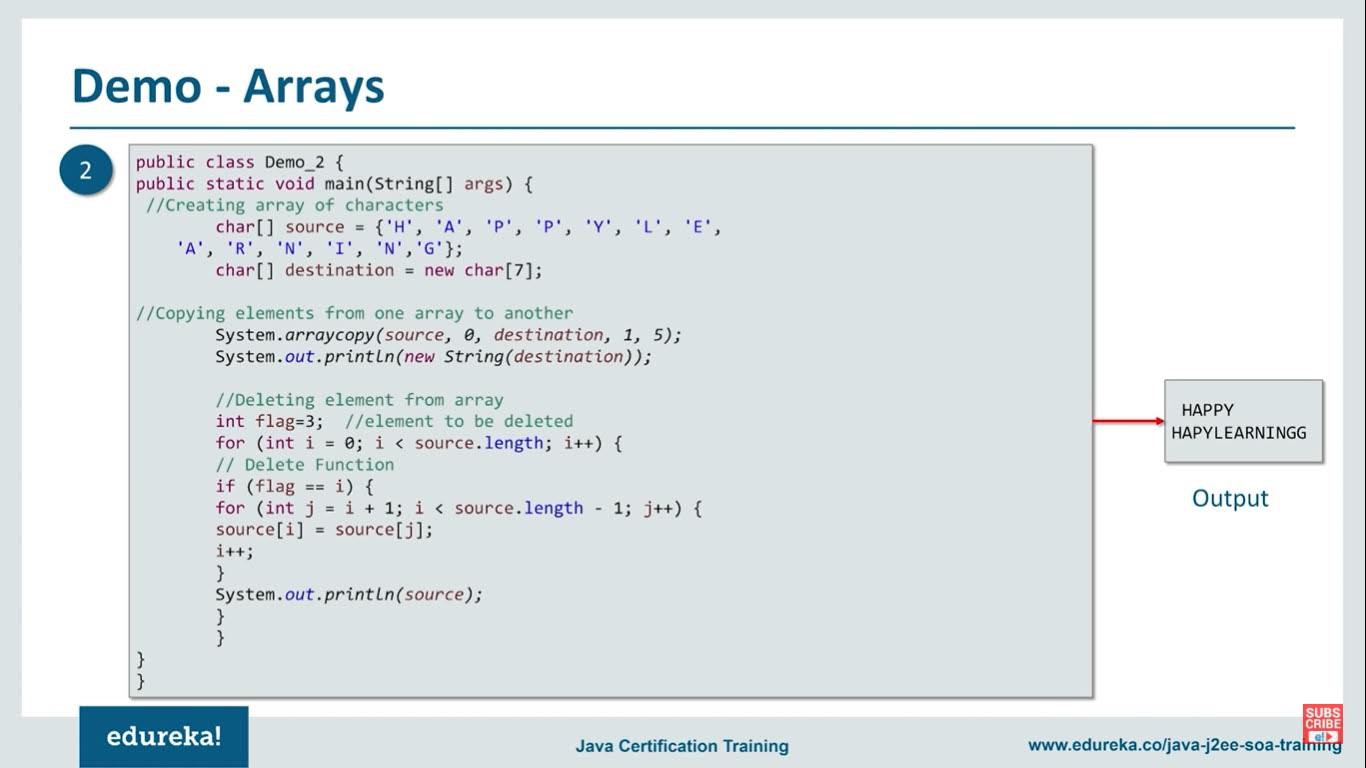 Demo - Arrays
2
public class Demo_2 {
public static void main(String[] args) {
//Creating array of characters
char[] source = {'H', 'A', 'P', 'P', 'Y', 'L', 'E',
'A', 'R', 'N', 'I', 'N','G'};
char[] destination = new char[7];
//Copying elements from one array to another
System.arraycopy(source, 0, destination, 1, 5);
System.out.println(new String(destination));
//Deleting element from array
int flag=3;  //element to be deleted
for (int i = 0; i < source.length; i++) {
// Delete Function
if (flag == i) {
for (int j = i + 1; i < source.length - 1; j++) {
source[i] = source[j];
i++;
}
System.out.println(source);
}
}
}
}
HAPPY
HAPYLEARNINGG
Output
edureka!
Java Certification Training
www.edureka.co/java-j2ee-soa-training
SUBS
CRIBE
e!